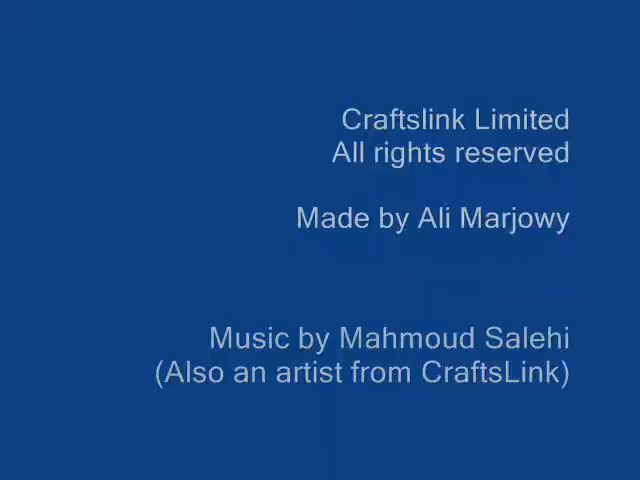 Craftslink Limited
All rights reserved
Made by Ali Marjowy
Music by Mahmoud Salehi
(Also an artist from CraftsLink)